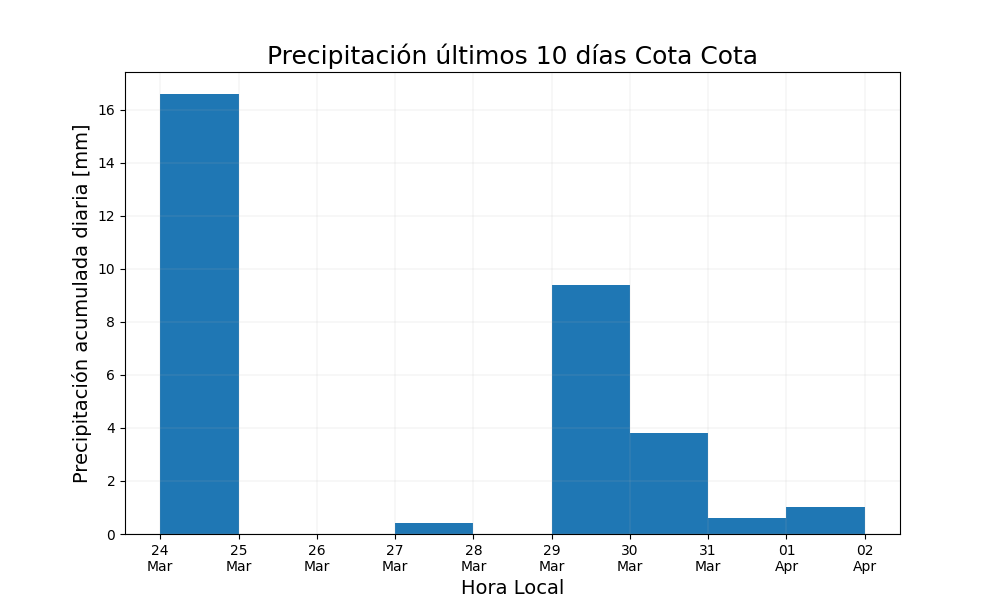 Precipitación últimos 10 días Cota Cota
Precipitación acumulada diaria [mm]
16
14
12
10
8
6
4
2
0
24 25 26 27 28 29 30 31 01 02
Mar Mar Mar Mar Mar Mar Mar Mar Apr Apr
Hora Local